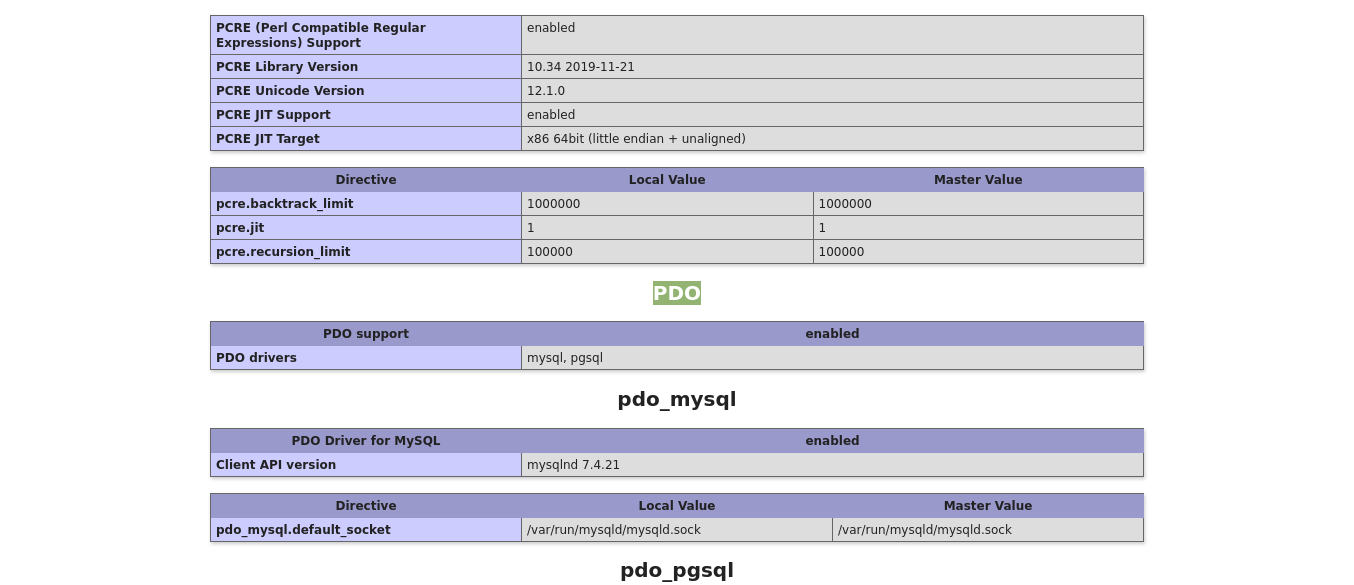 PCRE (Perl Compatible Regular Expressions) Support enabled
PCRE Library Version 10.34 2019-11-21
PCRE Unicode Version 12.1.0
PCRE JIT Support enabled
PCRE JIT Target x86 64bit (little endian + unaligned)
Directive Local Value Master Value
pcre.backtrack_limit 1000000 1000000
pcre.jit 1 1
pcre.recursion_limit 100000 100000
PDO
PDO support enabled
PDO drivers mysql, pgsql
pdo_mysql
PDO Driver for MySQL enabled
Client API version mysqlnd 7.4.21
Directive Local Value Master Value
pdo_mysql.default_socket /var/run/mysqld/mysqld.sock /var/run/mysqld/mysqld.sock
pdo_pgsql